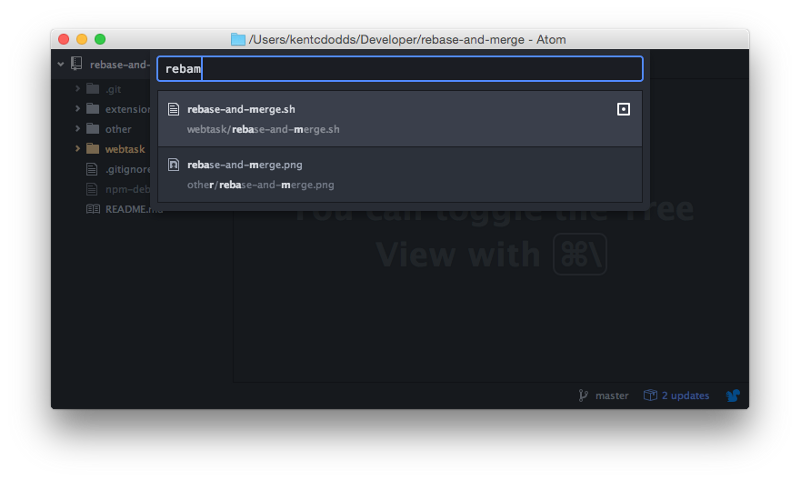 /Users/kentcdodds/Developer/rebase-and-merge - Atom
rebase-and-
rebam
.git
extension
other
webtask
.gitignore
npm-deb
README.md
rebase-and-merge.sh
webtask/rebase-and-merge.sh
rebase-and-merge.png
other/rebase-and-merge.png
You can toggle the Tree
View with ⌘\
master
2 updates